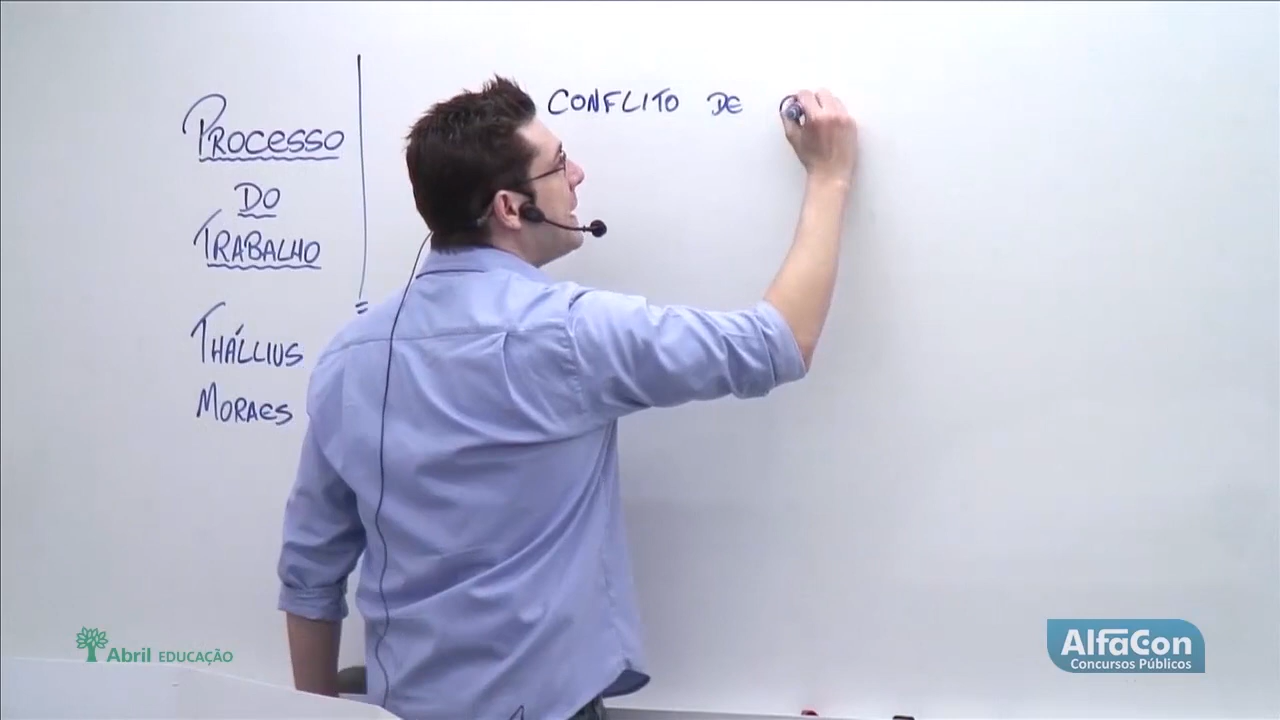 PROCESSO
DO
TRABALHO
THÁLLIUS
MORAES
CONFLITO DE
Abril EDUCAÇÃO
AlfaCon
Concursos Públicos